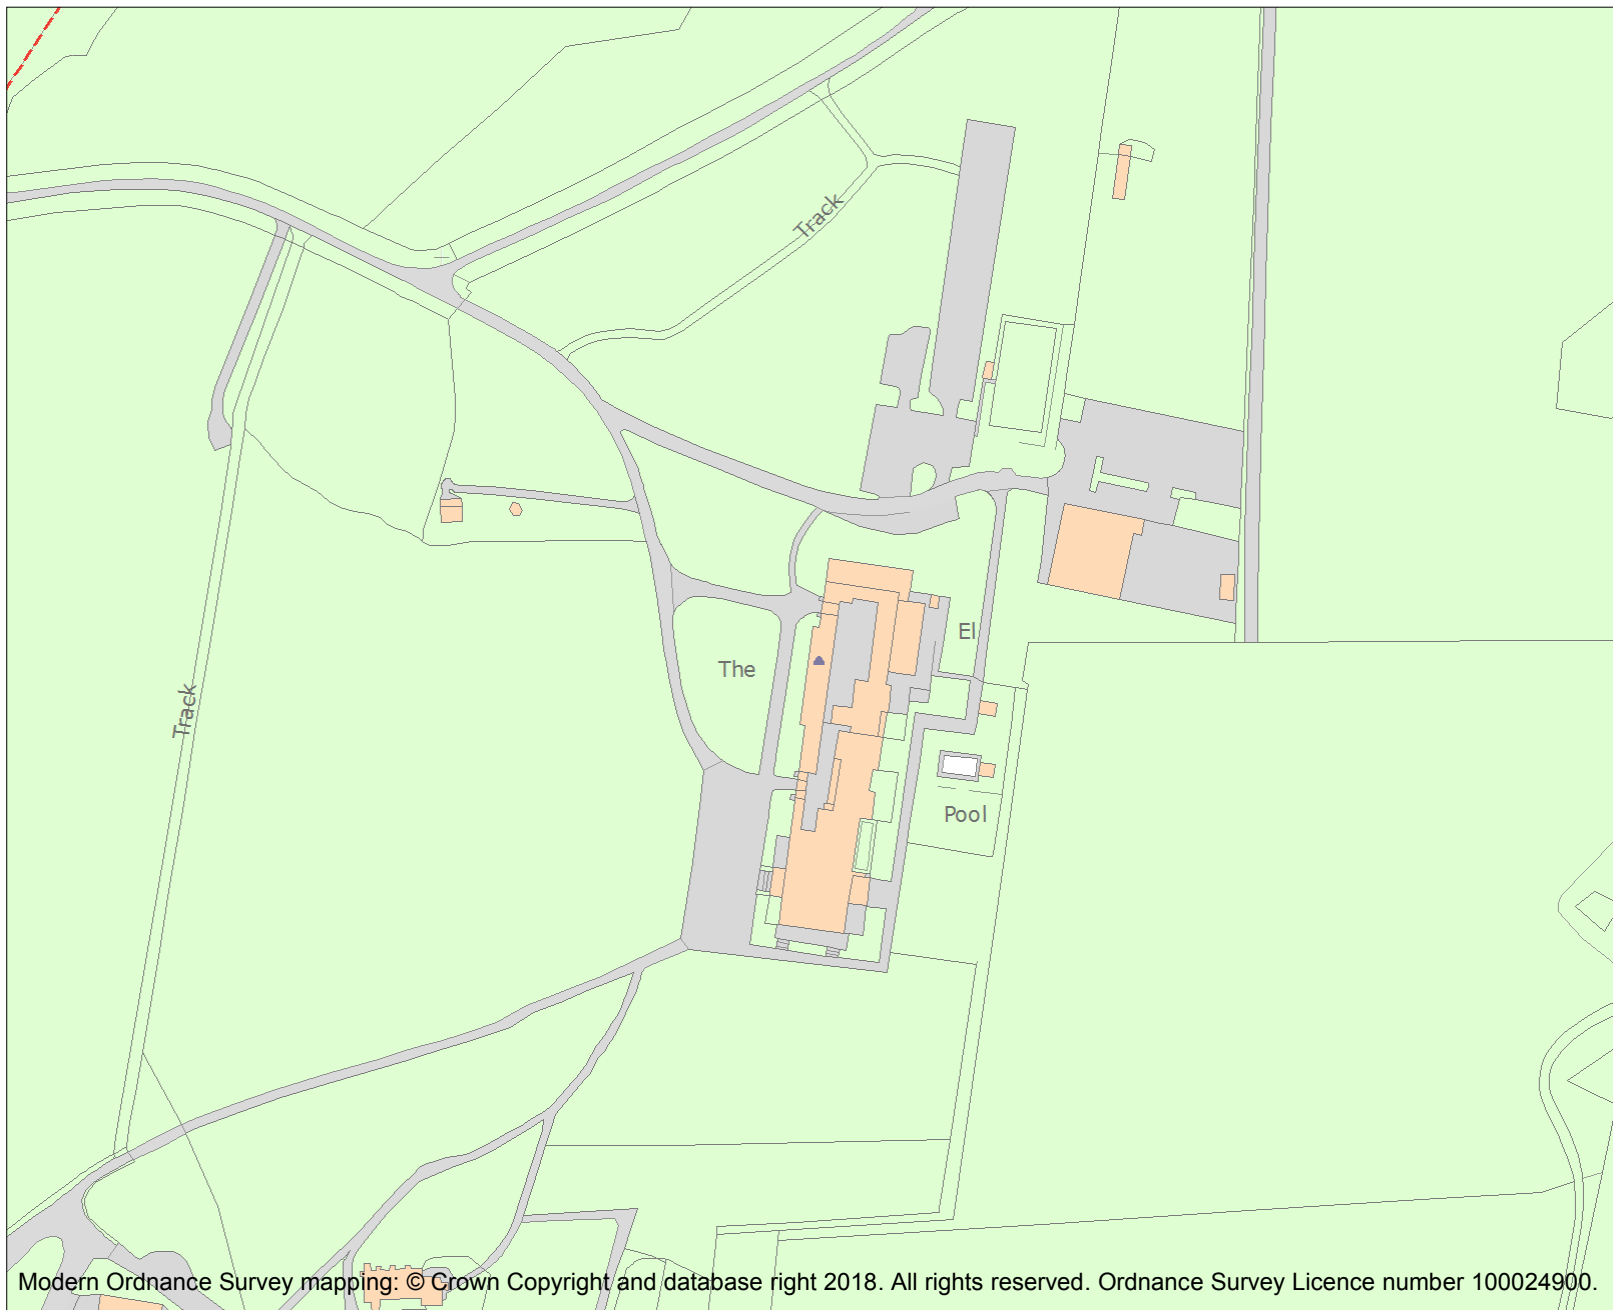 Track
El
The
Track
Pool
Modern Ordnance Survey mapping: © Crown Copyright and database right 2018. All rights reserved. Ordnance Survey Licence number 100024900.